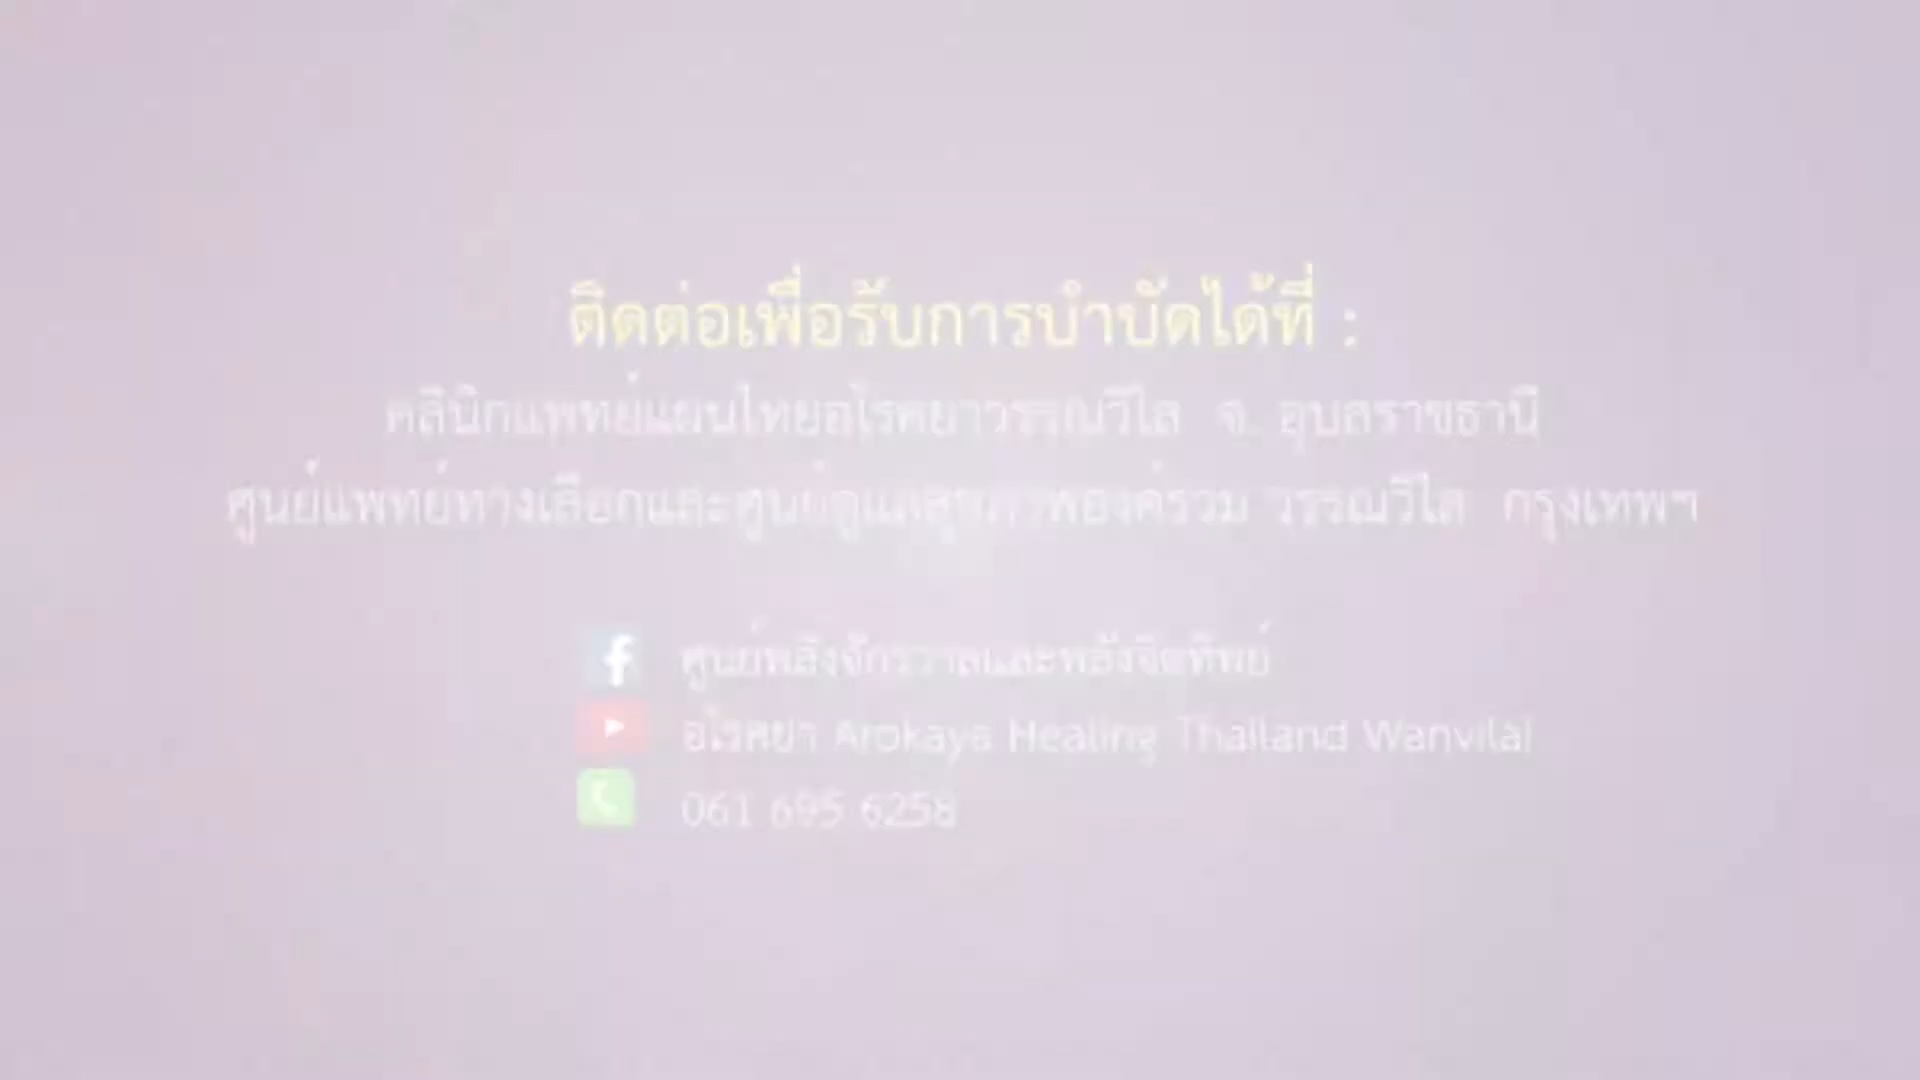 ติดต่อเพื่อรับการบำบัดได้ที่ :
คลินิกแพทย์แผนไทยอโรคยาวรรณวิไล จ. อุบลราชธานี
ศูนย์แพทย์ทางเลือกและศูนย์ดูแลสุขภาพองค์รวม วรรณวิไล กรุงเทพฯ
ศูนย์พลังจักรวาลและพลังจิตทิพย์
อโรคยา Arokaya Healing Thailand Wanvilai
061 695 6258